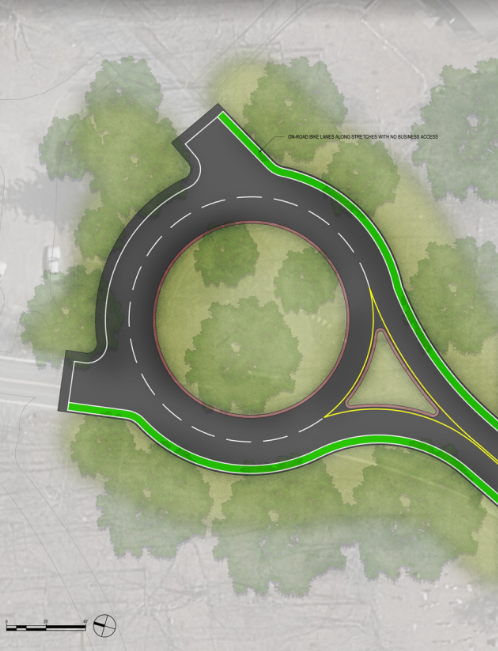 ON-ROAD BIKE LANES ALONG STRETCHES WITH NO BUSINESS ACCESS